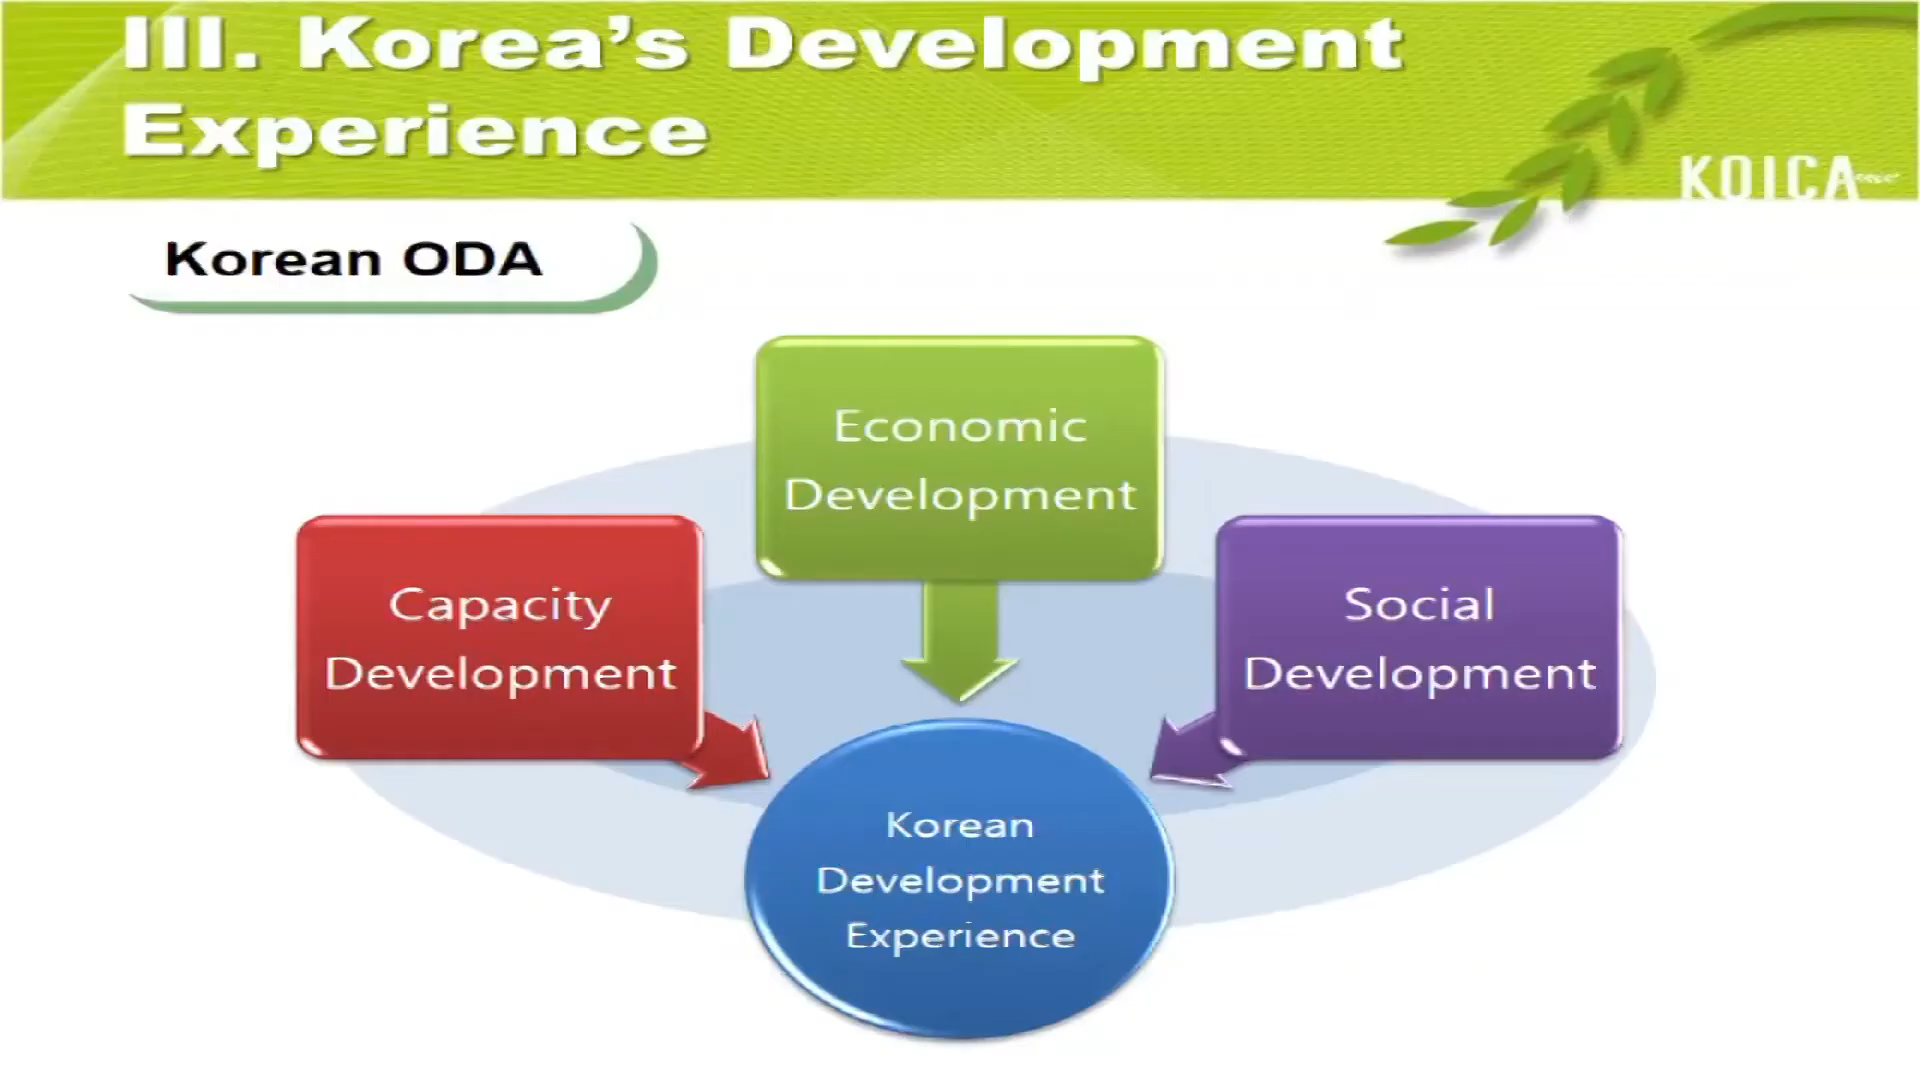 III. Korea's Development
Experience
KOICA
Korean ODA
Economic
Development
Capacity
Development
Social
Development
Korean
Development
Experience